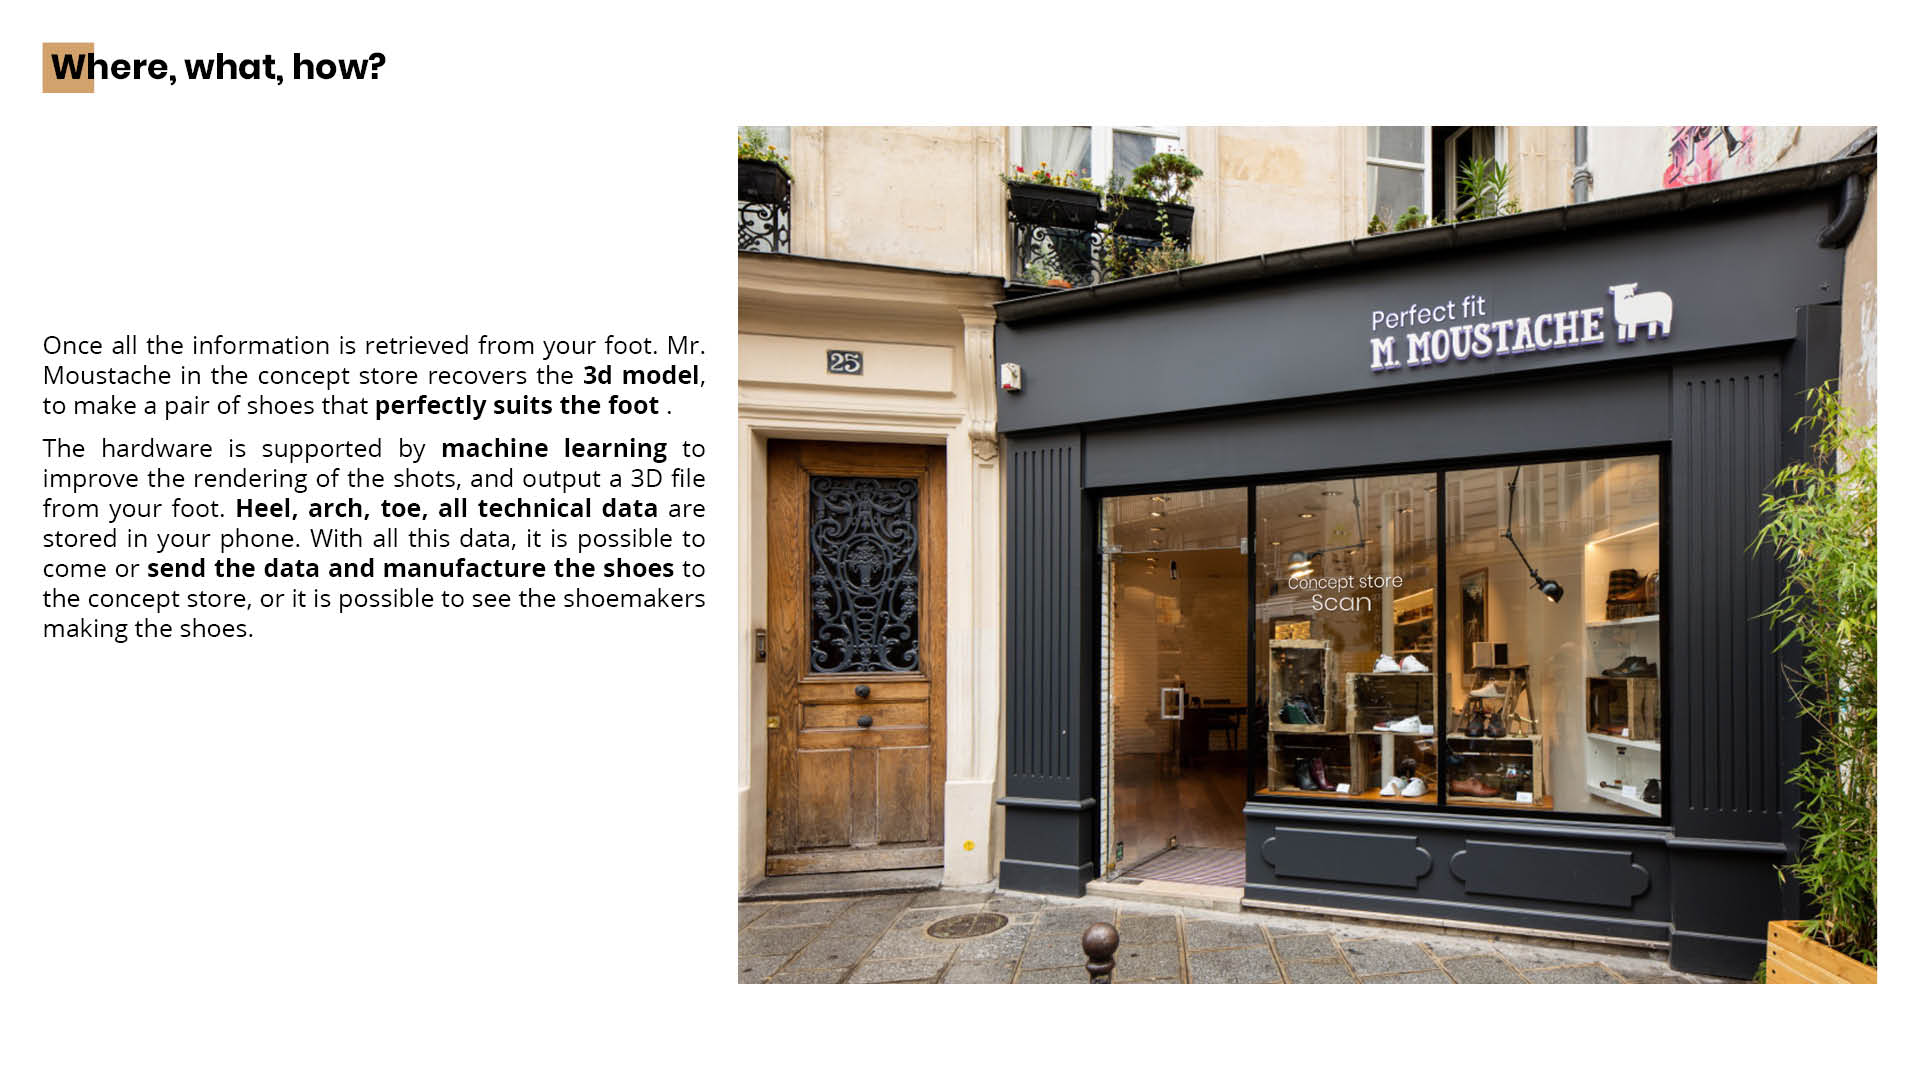 Where, what, how?
Once all the information is retrieved from your foot. Mr.
Moustache in the concept store recovers the 3d model,
to make a pair of shoes that perfectly suits the foot .
The hardware is supported by machine learning to
improve the rendering of the shots, and output a 3D file
from your foot. Heel, arch, toe, all technical data are
stored in your phone. With all this data, it is possible to
come or send the data and manufacture the shoes to
the concept store, or it is possible to see the shoemakers
making the shoes.
25
Perfect fit
M. MOUSTACHE
Concept store
Scan